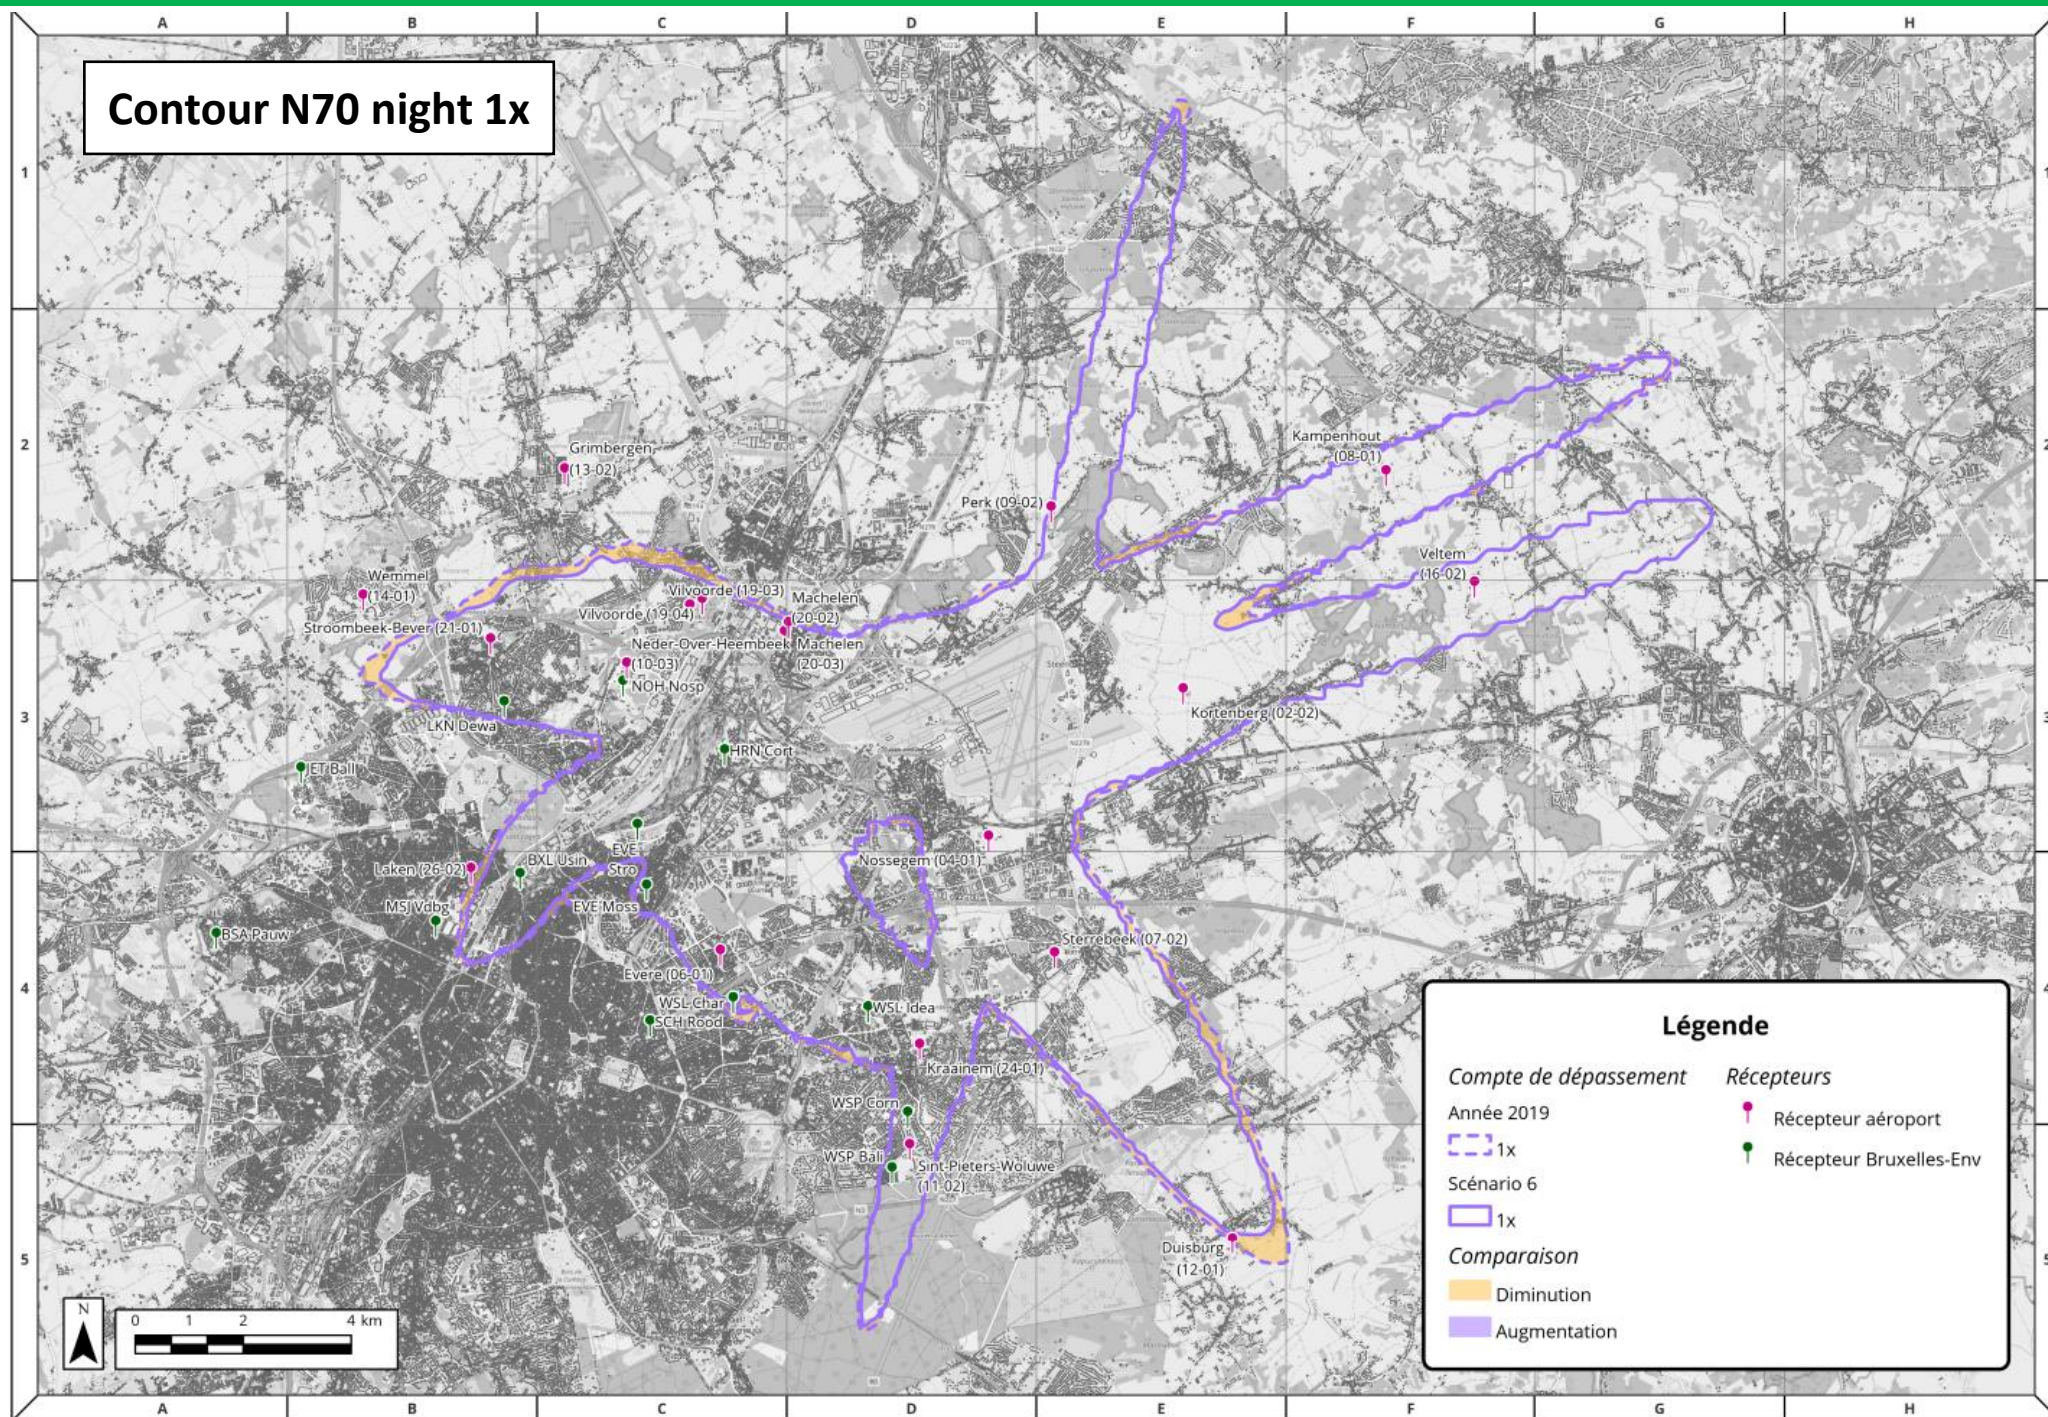 A B C D E F G H
Contour N70 night 1x
1
1
2
2
3
3
4
4
5
5
Grimbergen
(13-02)
Kampenhout
(08-01)
Perk (09-02)
Veltem
(16-02)
Wemmel
(14-01)
Vilvoorde (19-03)
Vilvoorde (19-04)
Machelen
(20-02)
Stroombeek-Bever (21-01)
Neder-Over-Heembeek
(10-03)
Machelen
(20-03)
NOH Nosp
LKN Dewa
Kortenberg (02-02)
HRN Cort
JET Ball
EVE
Stro
BXL Usin
Nossegem (04-01)
Laken (26-02)
MSJ Vdbg
EVE Moss
BSA Pauw
Sterrebeek (07-02)
Evere (06-01)
WSL Char
WSL Idea
SCH Rood
Kraainem (24-01)
WSP Corn
WSP Bali
Sint-Pieters-Woluwe
(11-02)
Duisburg
(12-01)
Légende
Compte de dépassement
Année 2019
1x
Scénario 6
1x
Comparaison
Diminution
Augmentation
Récepteurs
Récepteur aéroport
Récepteur Bruxelles-Env
N
0 1 2 4 km
A B C D E F G H